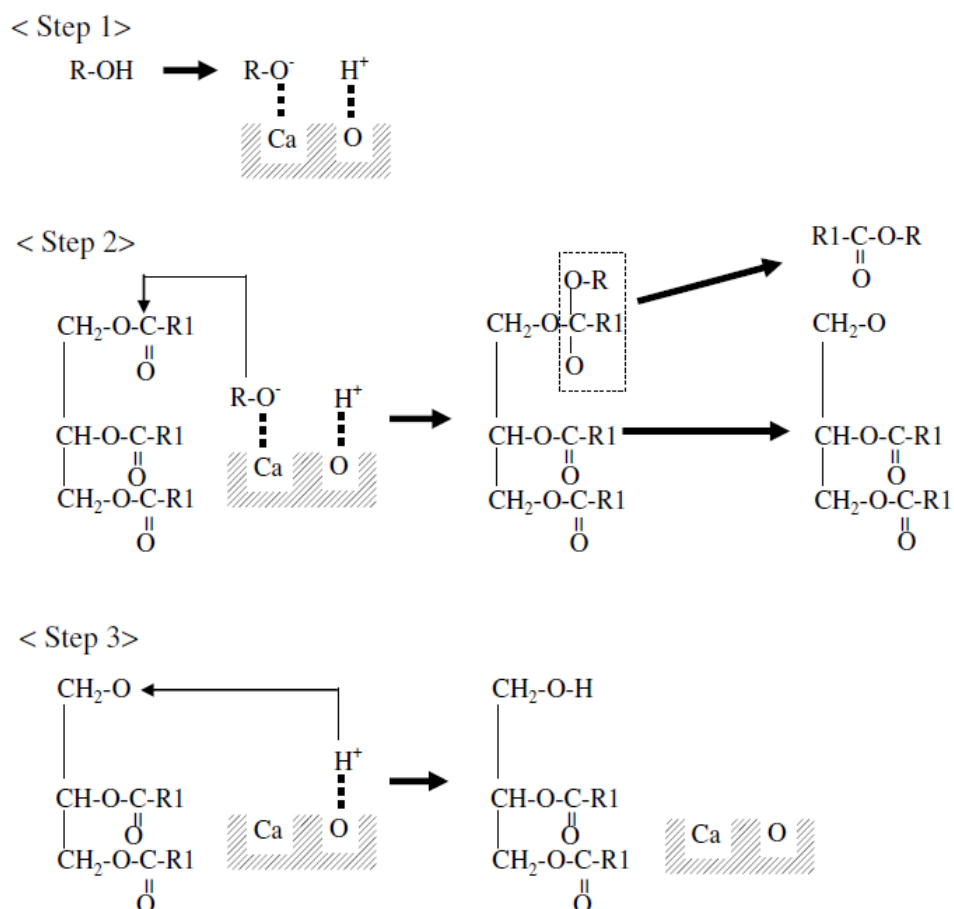 < Step 1>
R-OH R-O⁻ H⁺
Ca O
< Step 2>
R1-C-O-R
O
O-R
CH₂-O-C-R1 CH₂-O-C-R1 CH₂-O
O O
R-O⁻ H⁺
CH-O-C-R1 CH-O-C-R1 CH-O-C-R1
O Ca O O O
CH₂-O-C-R1 CH₂-O-C-R1 CH₂-O-C-R1
O O O
< Step 3>
CH₂-O CH₂-O-H
H⁺
CH-O-C-R1 CH-O-C-R1
O Ca O O Ca O
CH₂-O-C-R1 CH₂-O-C-R1
O O